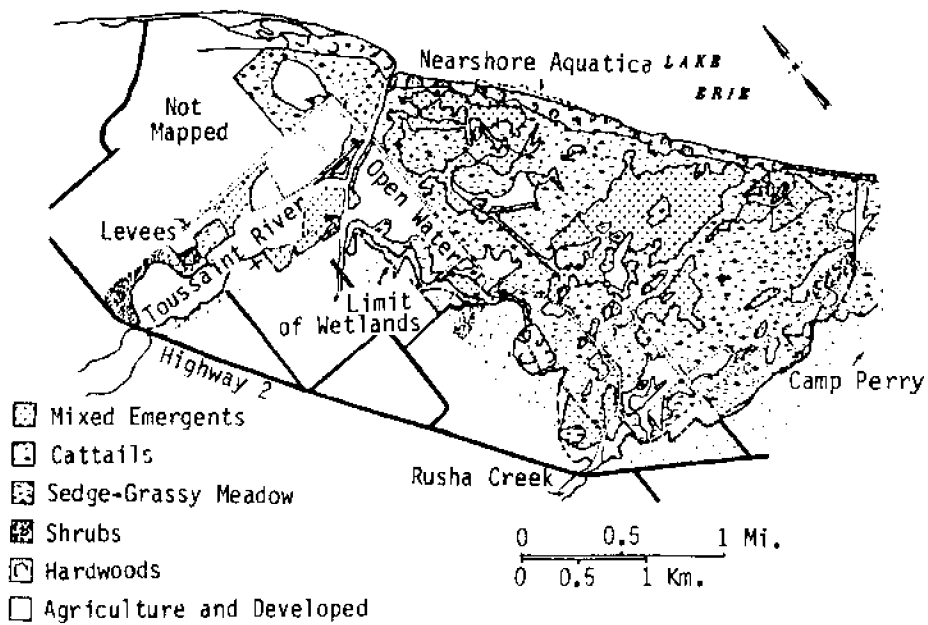 Nearshore Aquatica
LAKE
ERIE
Not
Mapped
Open Water
Levees
Toussaint River
Limit
of Wetlands
Highway 2
Camp Perry
Rusha Creek
Mixed Emergents
Cattails
Sedge-Grassy Meadow
Shrubs
Hardwoods
Agriculture and Developed
0 0.5 1 Mi.
0 0.5 1 Km.